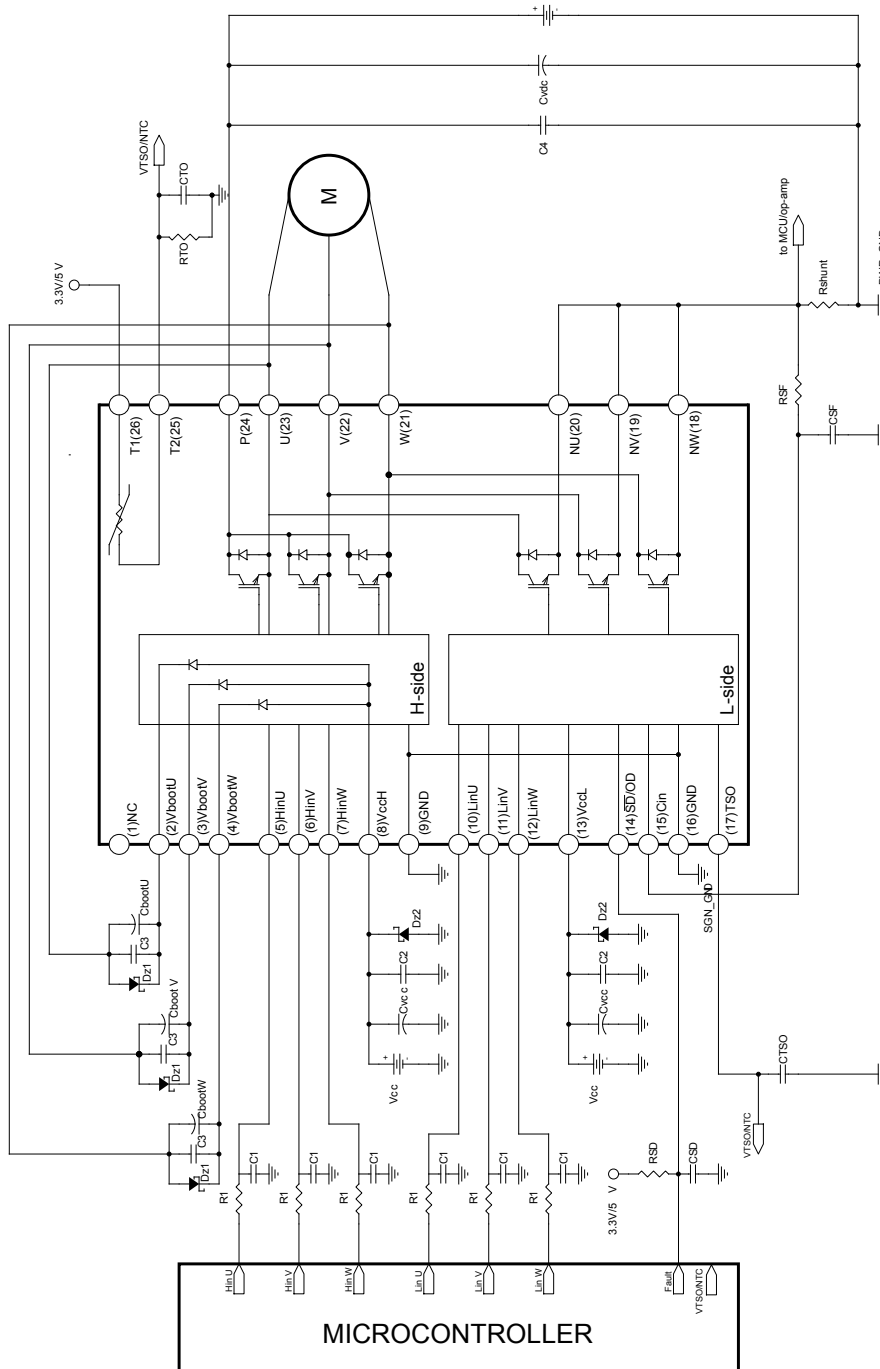 +
-
Cvdc
C4
VTSO/NTC
CTO
RTO
M
3.3V/5 V
to MCU/op-amp
Rshunt
RSF
CSF
T1(26)
T2(25)
P(24)
U(23)
V(22)
W(21)
NU(20)
NV(19)
NW(18)
H-side
L-side
(1)NC
(2)VbootU
(3)VbootV
(4)VbootW
(5)HinU
(6)HinV
(7)HinW
(8)VccH
(9)GND
(10)LinU
(11)LinV
(12)LinW
(13)VccL
(14)SD/OD
(15)Cin
(16)GND
(17)TSO
SGN_GND
CbootU
C3
Dz1
Cboot V
C3
Dz1
CbootW
C3
Dz1
Dz2
C2
Cvc c
+
-
Vcc
Dz2
C2
Cvcc
+
-
Vcc
CTSO
VTSO/NTC
R1
C1
R1
C1
R1
C1
R1
C1
R1
C1
R1
C1
3.3V/5 V
RSD
CSD
Hin U
Hin V
Hin W
Lin U
Lin V
Lin W
Fault
VTSO/NTC
MICROCONTROLLER